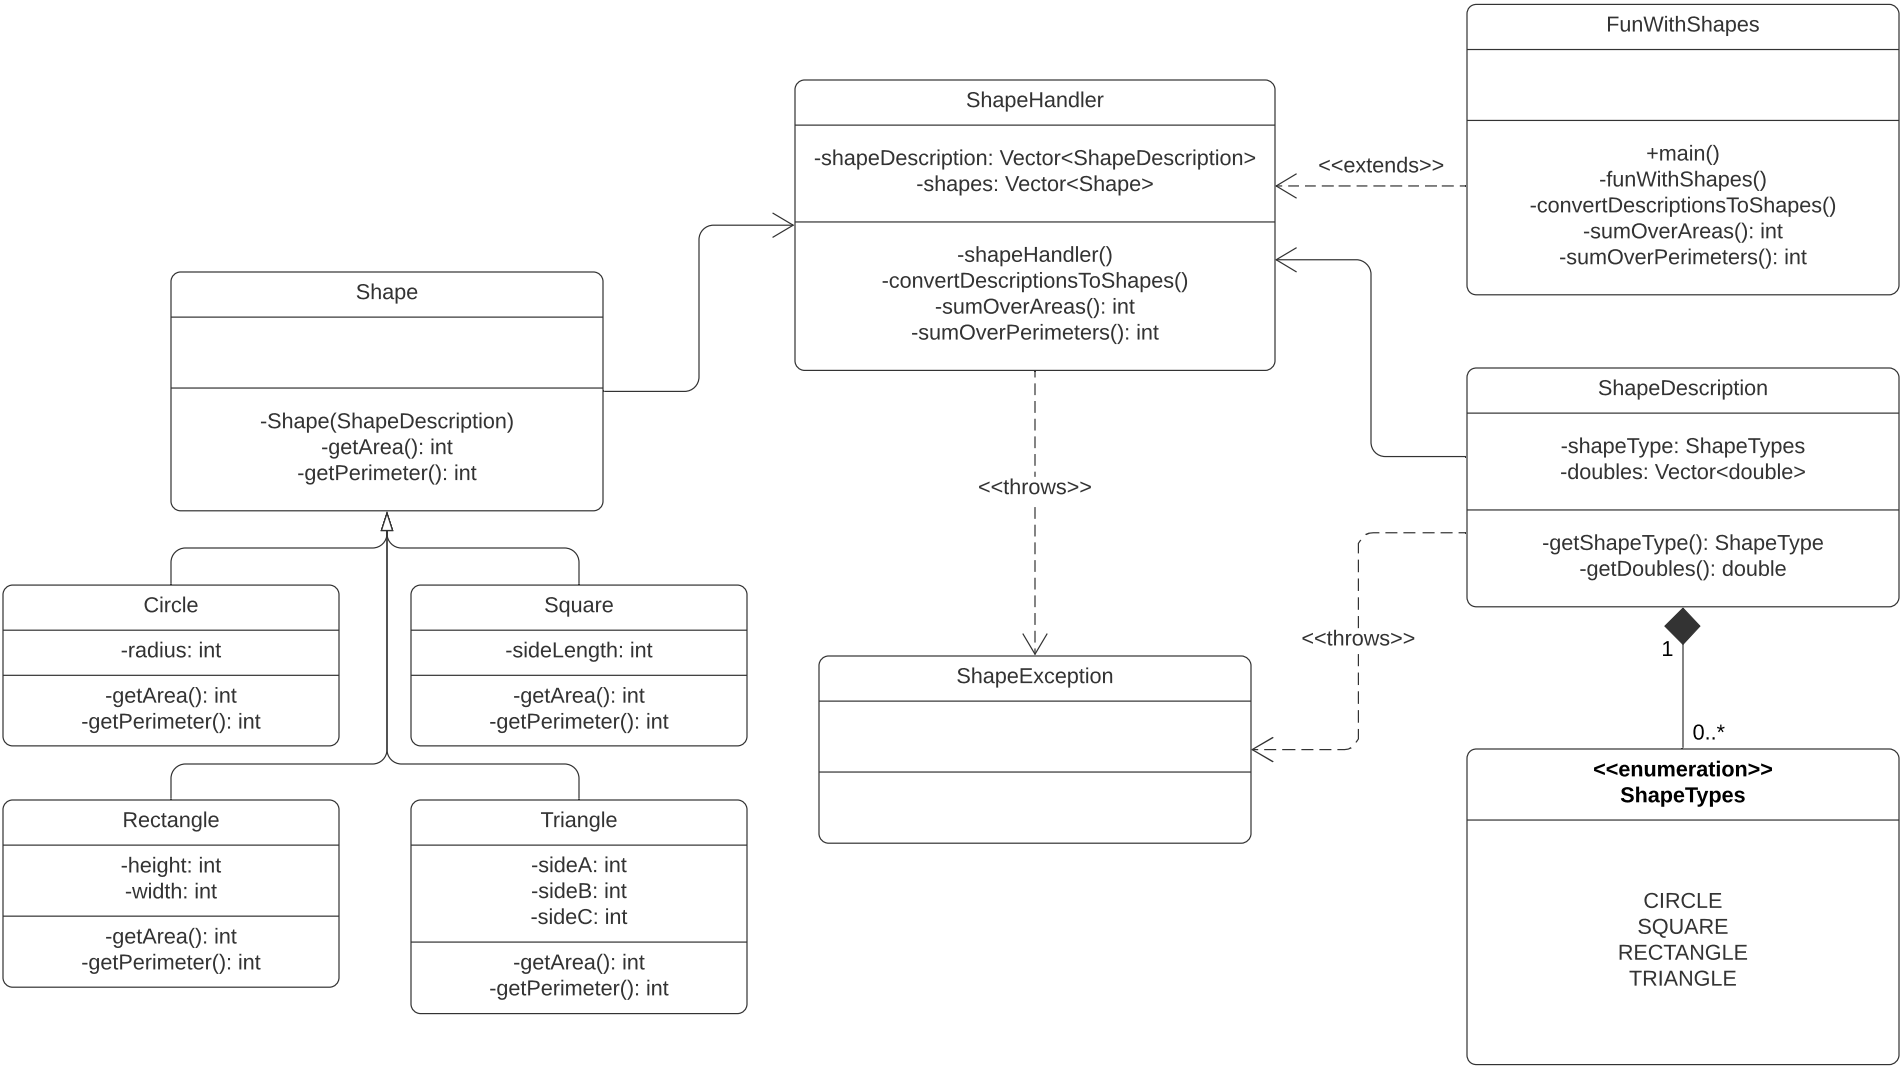 FunWithShapes
+main()
-funWithShapes()
-convertDescriptionsToShapes()
-sumOverAreas(): int
-sumOverPerimeters(): int
ShapeHandler
-shapeDescription: Vector<ShapeDescription>
-shapes: Vector<Shape>
-shapeHandler()
-convertDescriptionsToShapes()
-sumOverAreas(): int
-sumOverPerimeters(): int
<<extends>>
Shape
-Shape(ShapeDescription)
-getArea(): int
-getPerimeter(): int
ShapeDescription
-shapeType: ShapeTypes
-doubles: Vector<double>
-getShapeType(): ShapeType
-getDoubles(): double
<<throws>>
<<throws>>
Circle
-radius: int
-getArea(): int
-getPerimeter(): int
Square
-sideLength: int
-getArea(): int
-getPerimeter(): int
ShapeException
1
0..*
Rectangle
-height: int
-width: int
-getArea(): int
-getPerimeter(): int
Triangle
-sideA: int
-sideB: int
-sideC: int
-getArea(): int
-getPerimeter(): int
<<enumeration>>
ShapeTypes
CIRCLE
SQUARE
RECTANGLE
TRIANGLE